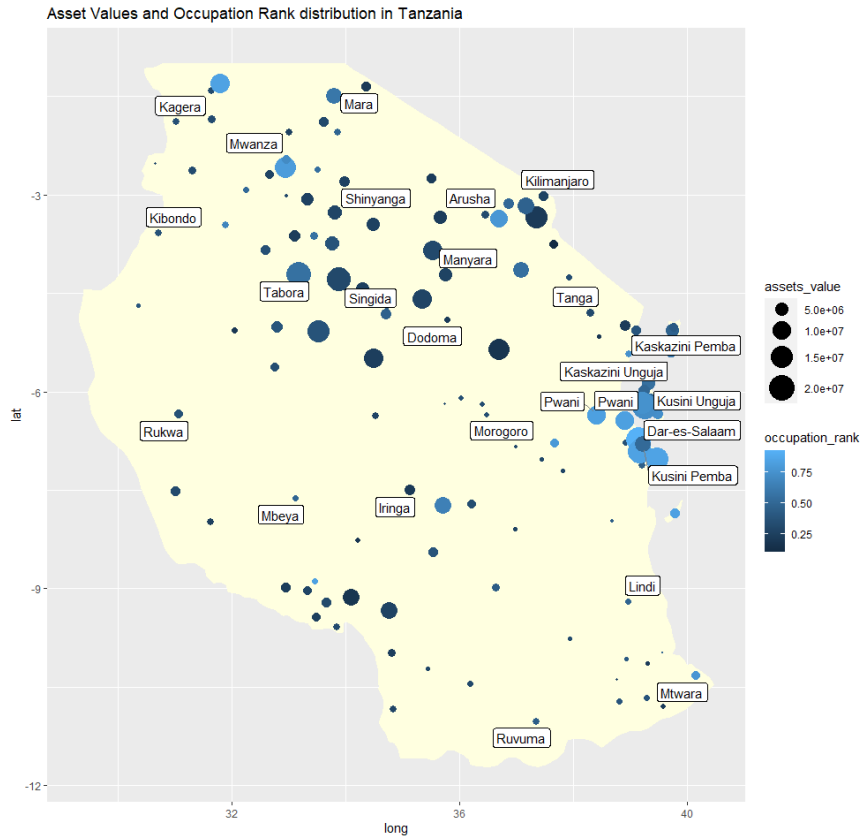 Asset Values and Occupation Rank distribution in Tanzania
Kagera
Mara
Mwanza
Kilimanjaro
Shinyanga
Arusha
Kibondo
Manyara
Tabora
Singida
Tanga
Dodoma
Kaskazini Pemba
Kaskazini Unguja
Pwani
Pwani
Kusini Unguja
Rukwa
Morogoro
Dar-es-Salaam
Kusini Pemba
Mbeya
Iringa
Lindi
Mtwara
Ruvuma
-3
-6
-9
-12
lat
32
36
40
long
assets_value
5.0e+06
1.0e+07
1.5e+07
2.0e+07
occupation_rank
0.75
0.50
0.25